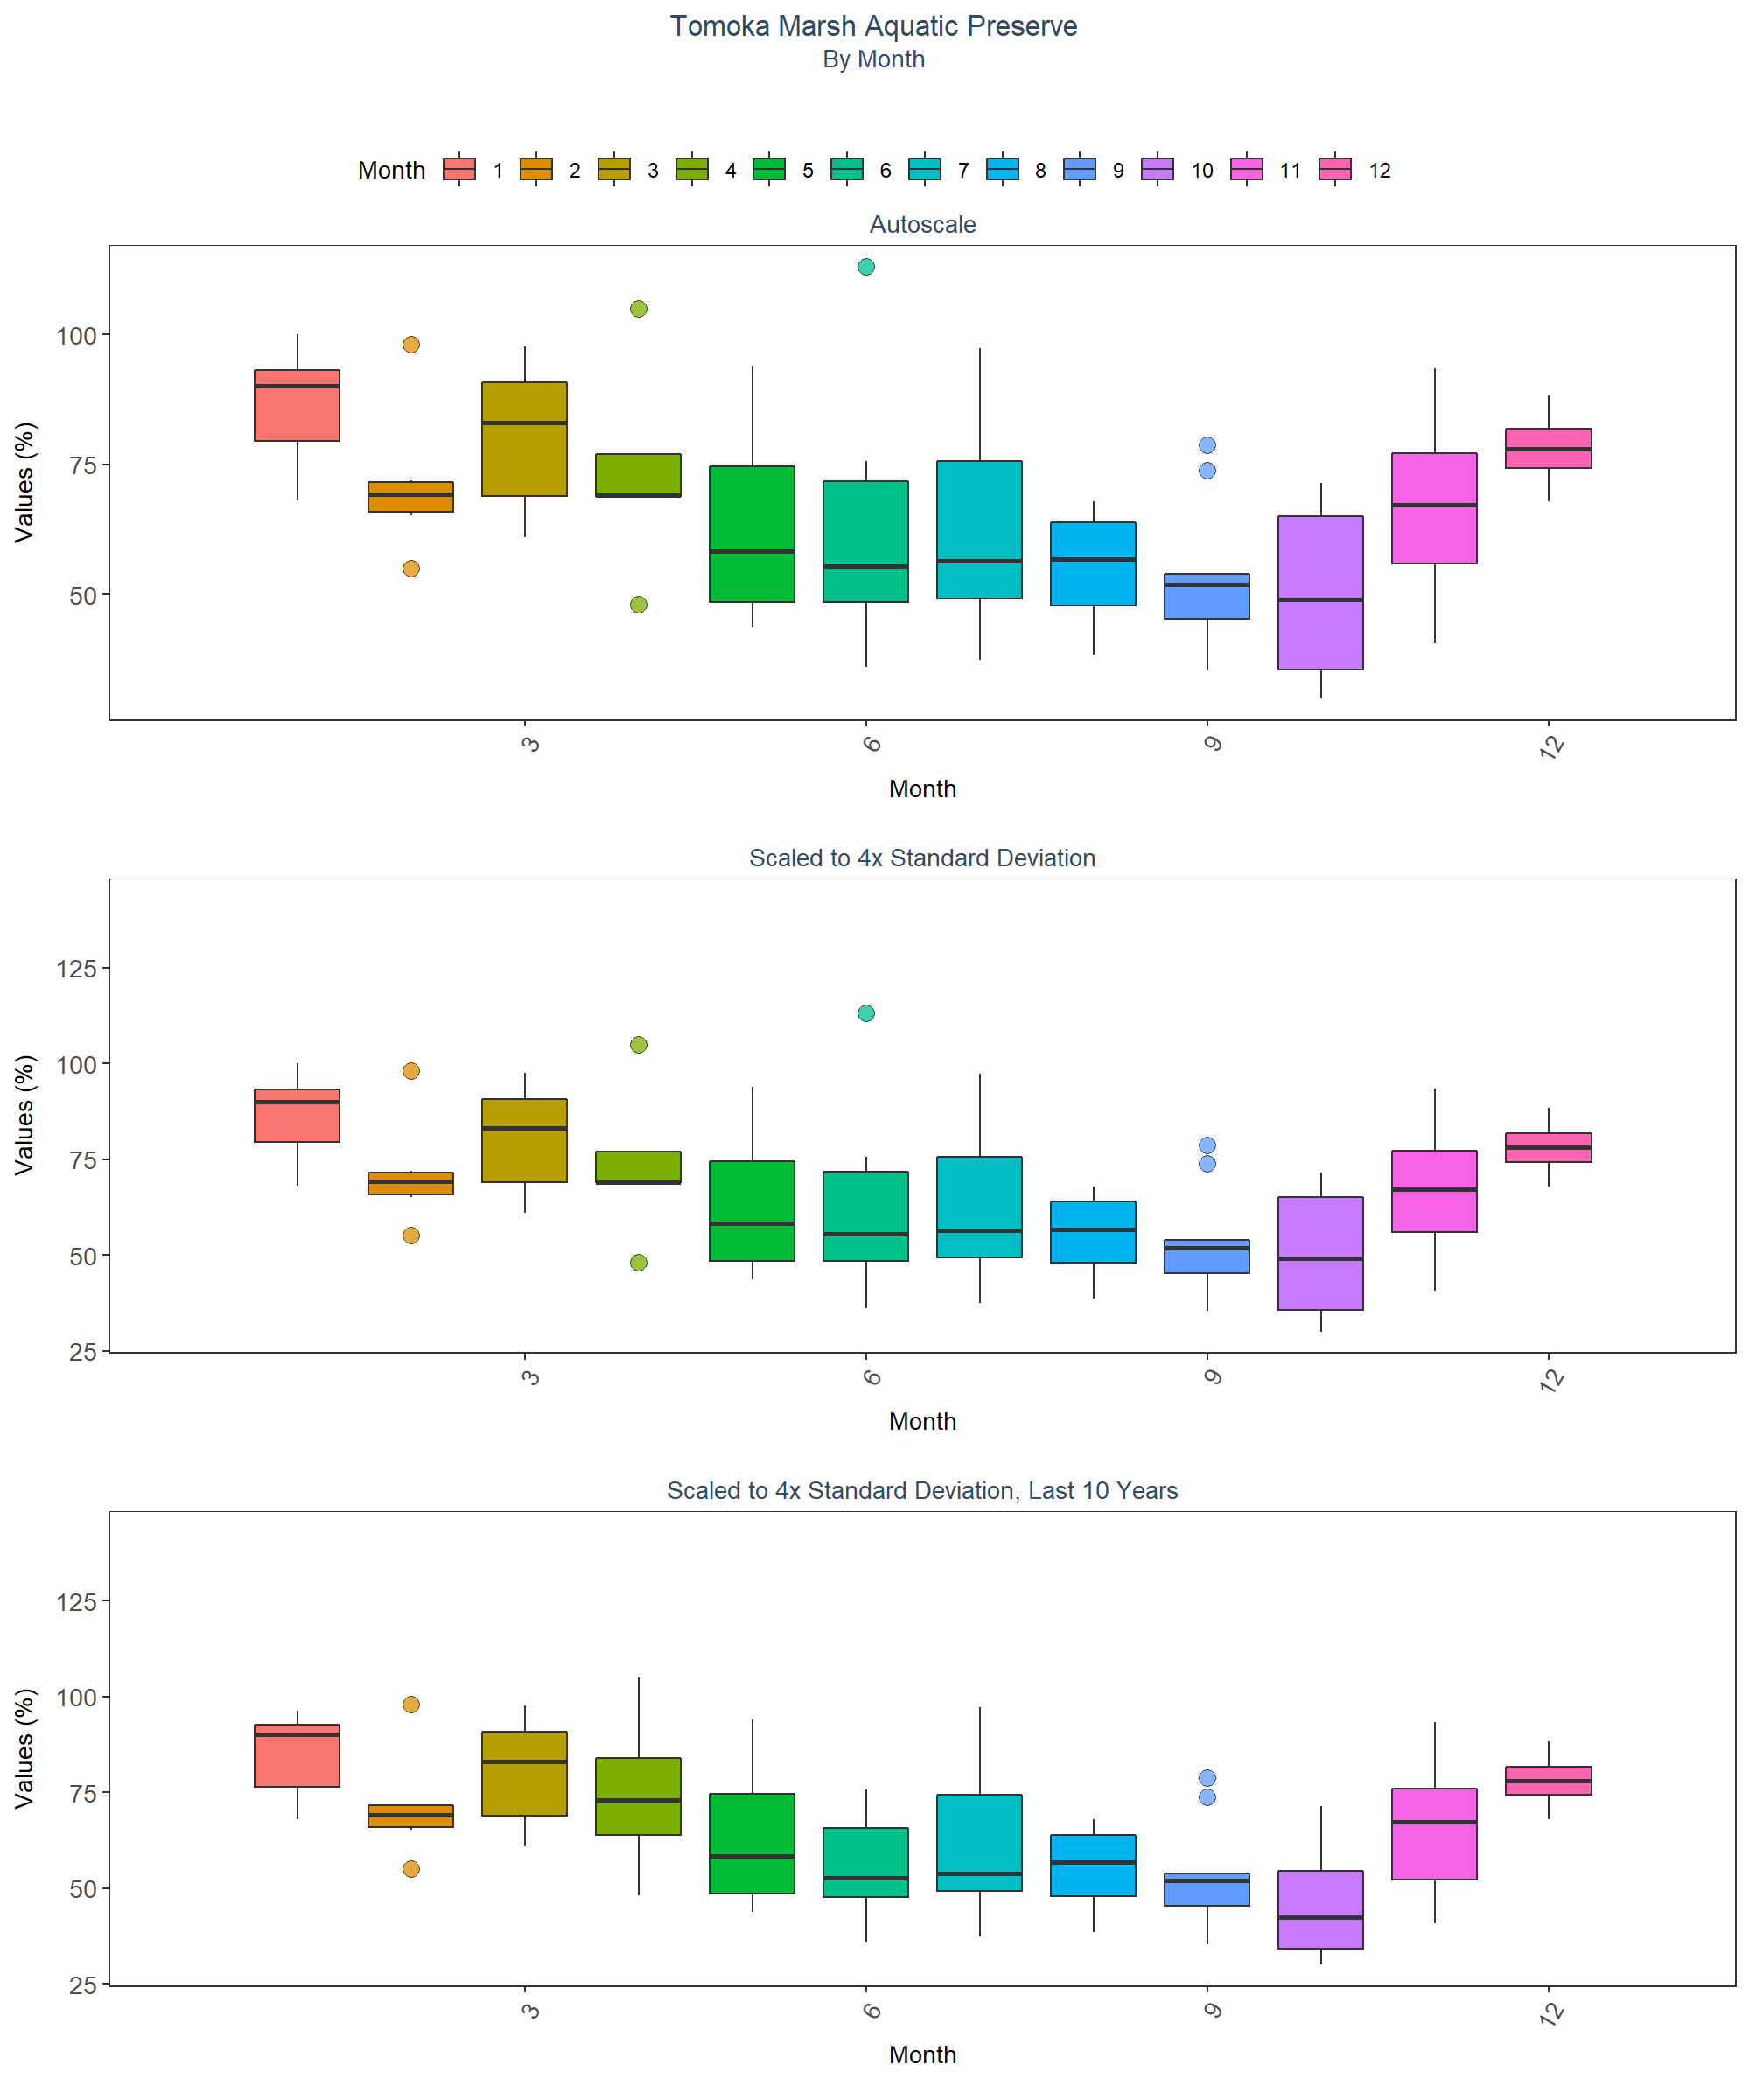 Tomoka Marsh Aquatic Preserve
By Month
Month 1 2 3 4 5 6 7 8 9 10 11 12
Autoscale
Values (%)
100
75
50
3 6 9 12
Month
Scaled to 4x Standard Deviation
Values (%)
125
100
75
50
25
3 6 9 12
Month
Scaled to 4x Standard Deviation, Last 10 Years
Values (%)
125
100
75
50
25
3 6 9 12
Month